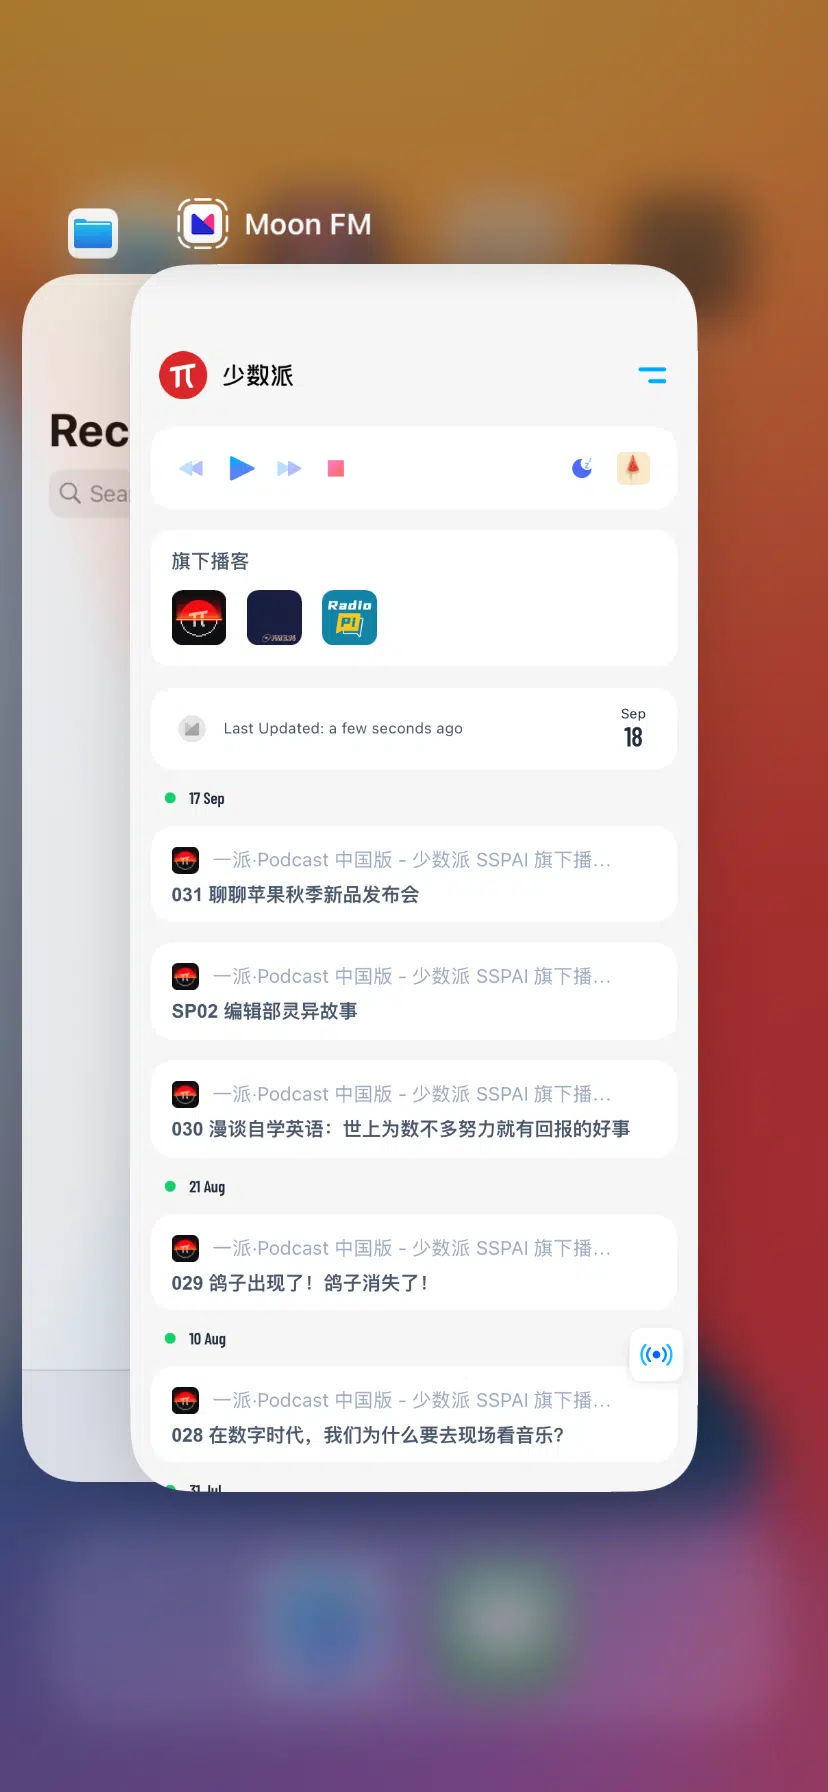 Moon FM
少数派
Rec
Sear
旗下播客
Radio
Pi
Last Updated: a few seconds ago
Sep
18
17 Sep
一派·Podcast 中国版 - 少数派 SSPAI 旗下播...
031 聊聊苹果秋季新品发布会
一派·Podcast 中国版 - 少数派 SSPAI 旗下播...
SP02 编辑部灵异故事
一派·Podcast 中国版 - 少数派 SSPAI 旗下播...
030 漫谈自学英语：世上为数不多努力就有回报的好事
21 Aug
一派·Podcast 中国版 - 少数派 SSPAI 旗下播...
029 鸽子出现了！鸽子消失了！
10 Aug
一派·Podcast 中国版 - 少数派 SSPAI 旗下播...
028 在数字时代，我们为什么要去现场看音乐？
31 Jul